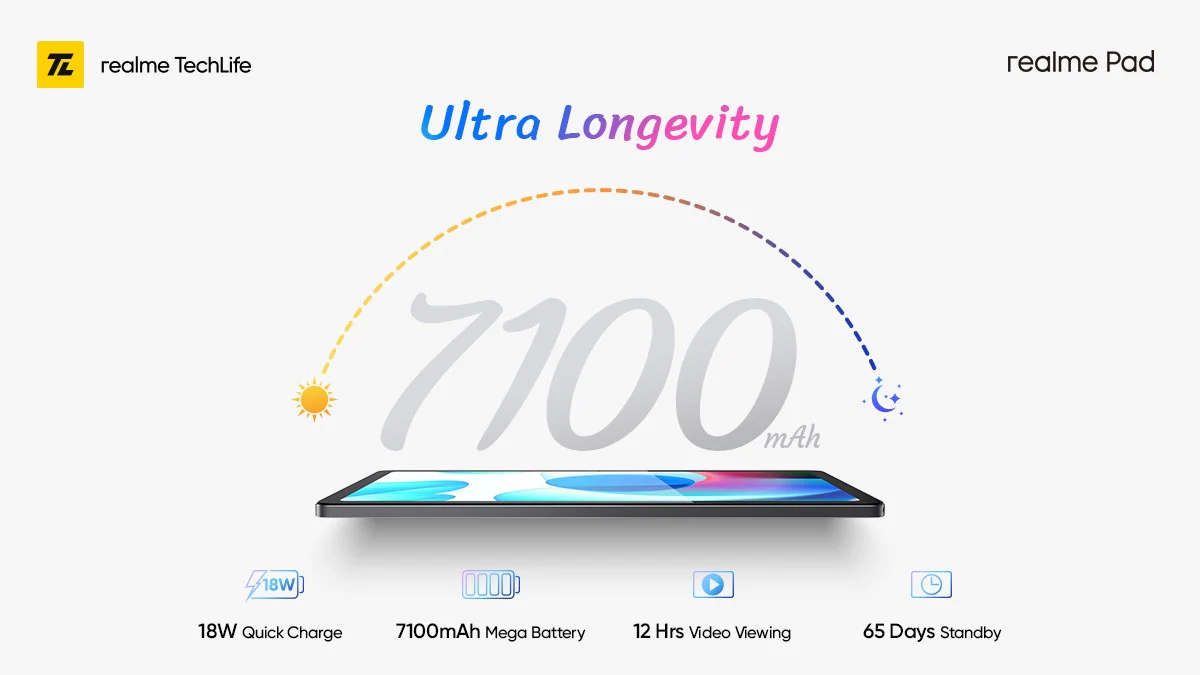 TL realme TechLife
realme Pad
Ultra Longevity
7100 mAh
18W
18W Quick Charge
7100mAh Mega Battery
12 Hrs Video Viewing
65 Days Standby